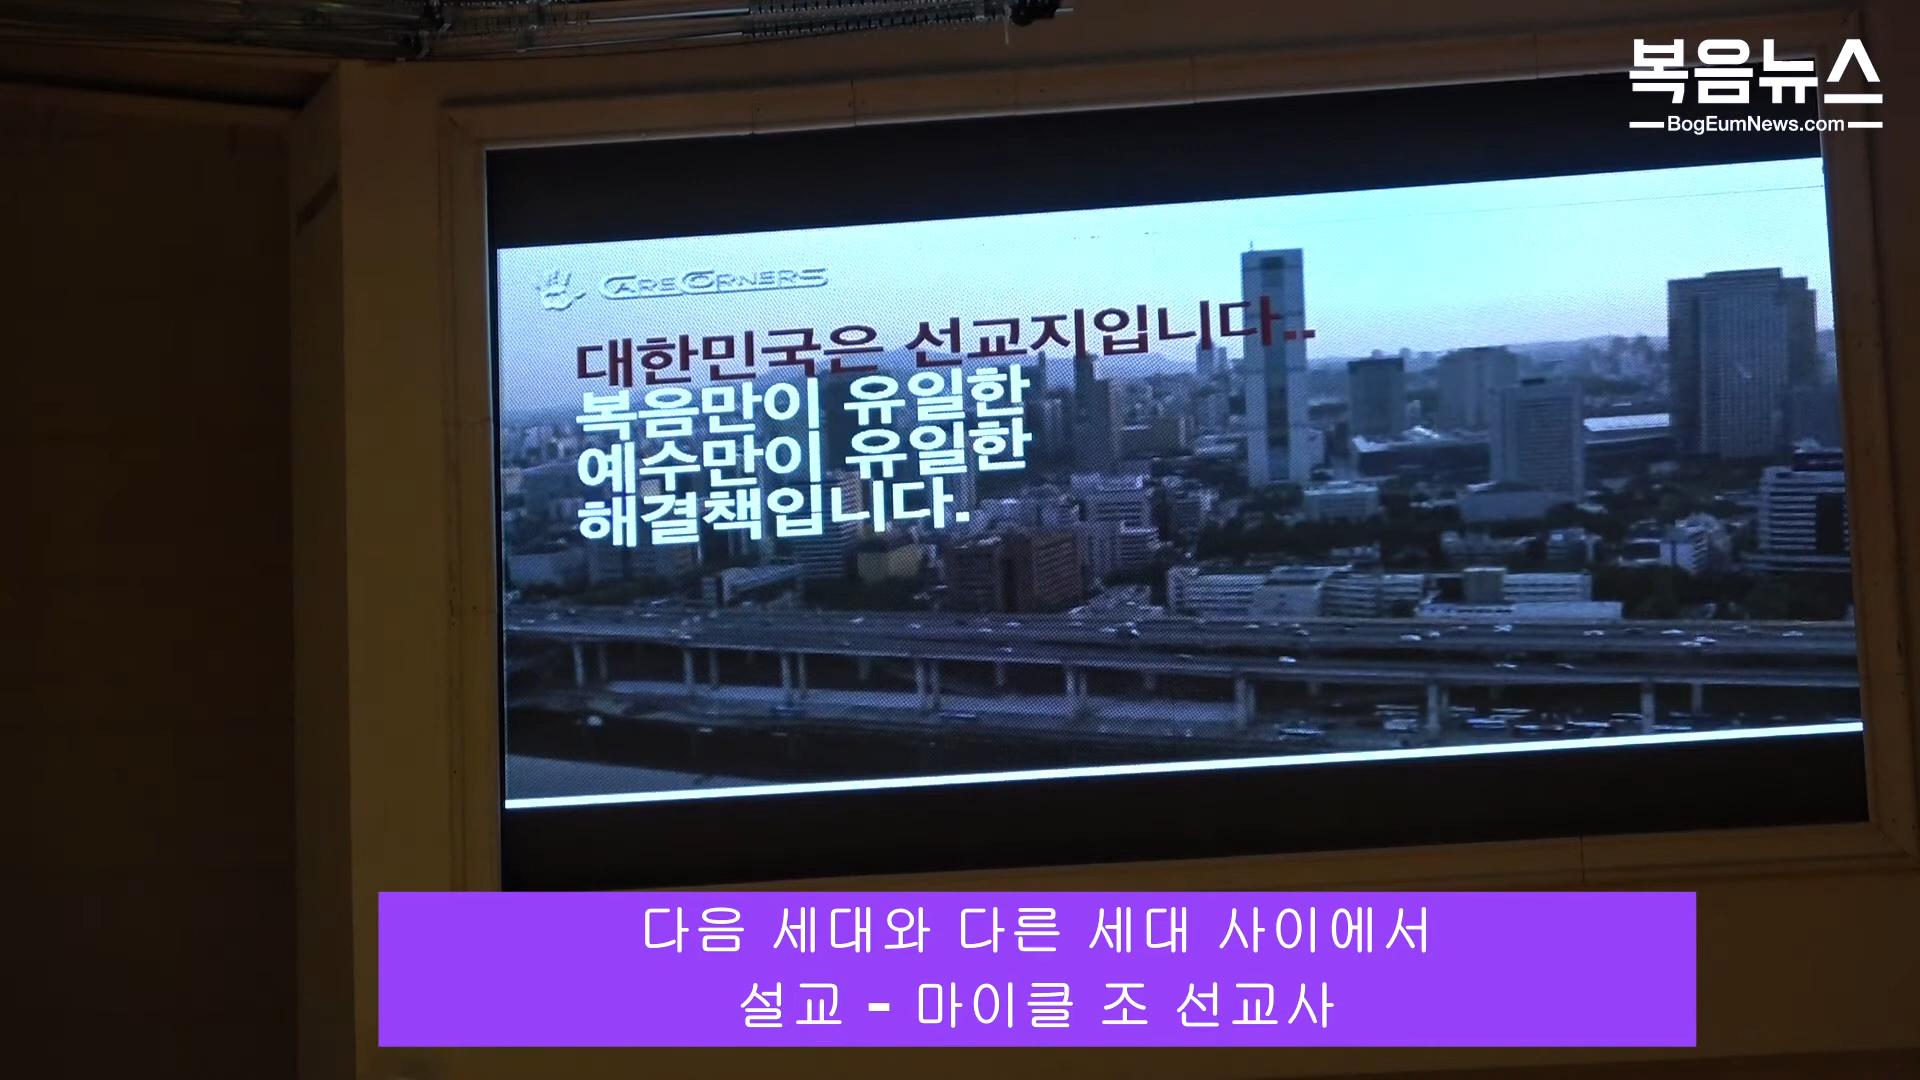 복음뉴스
BogEumNews.com
CARECORNERS
대한민국은 선교지입니다..
복음만이 유일한
예수만이 유일한
해결책입니다.
다음 세대와 다른 세대 사이에서
설교 - 마이클 조 선교사